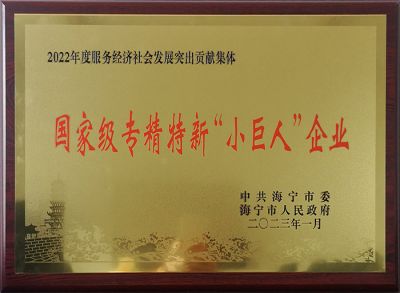 2022年度服务经济社会发展突出贡献集体
国家级专精特新“小巨人”企业
中共海宁市委
海宁市人民政府
二〇二三年一月